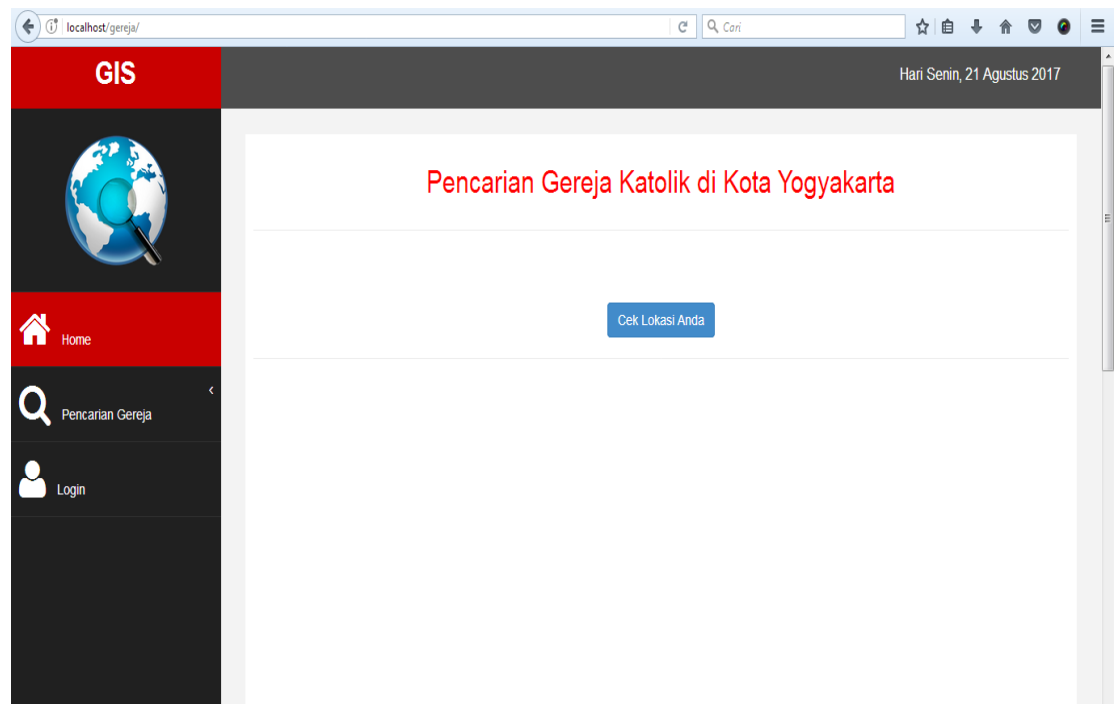 localhost/gereja/
Cari
GIS
Hari Senin, 21 Agustus 2017
Pencarian Gereja Katolik di Kota Yogyakarta
Cek Lokasi Anda
Home
Pencarian Gereja
Login